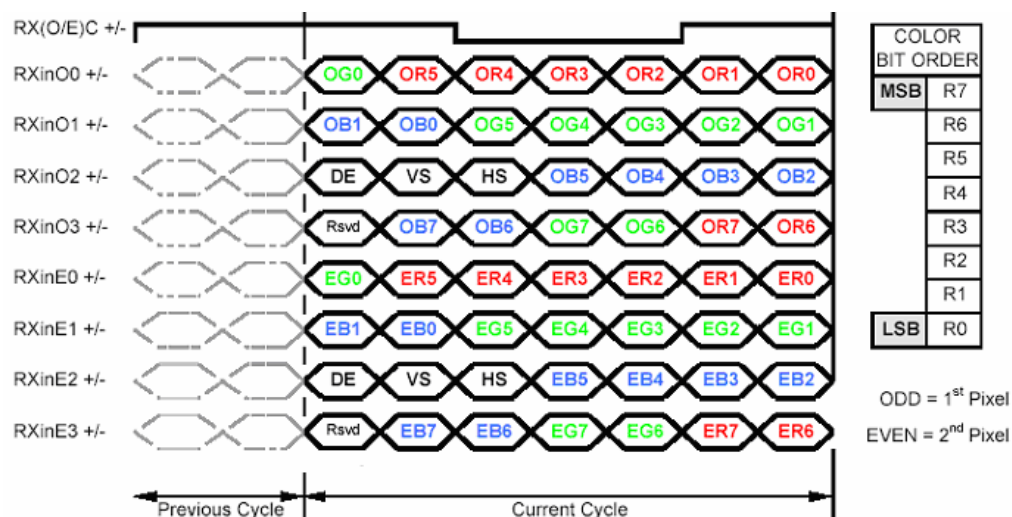 RX(O/E)C +/-
RXinO0 +/- OG0 OR5 OR4 OR3 OR2 OR1 OR0
RXinO1 +/- OB1 OB0 OG5 OG4 OG3 OG2 OG1
RXinO2 +/- DE VS HS OB5 OB4 OB3 OB2
RXinO3 +/- Rsvd OB7 OB6 OG7 OG6 OR7 OR6
RXinE0 +/- EG0 ER5 ER4 ER3 ER2 ER1 ER0
RXinE1 +/- EB1 EB0 EG5 EG4 EG3 EG2 EG1
RXinE2 +/- DE VS HS EB5 EB4 EB3 EB2
RXinE3 +/- Rsvd EB7 EB6 EG7 EG6 ER7 ER6
Previous Cycle Current Cycle
COLOR
BIT ORDER
MSB R7
R6
R5
R4
R3
R2
R1
LSB R0
ODD = 1st Pixel
EVEN = 2nd Pixel